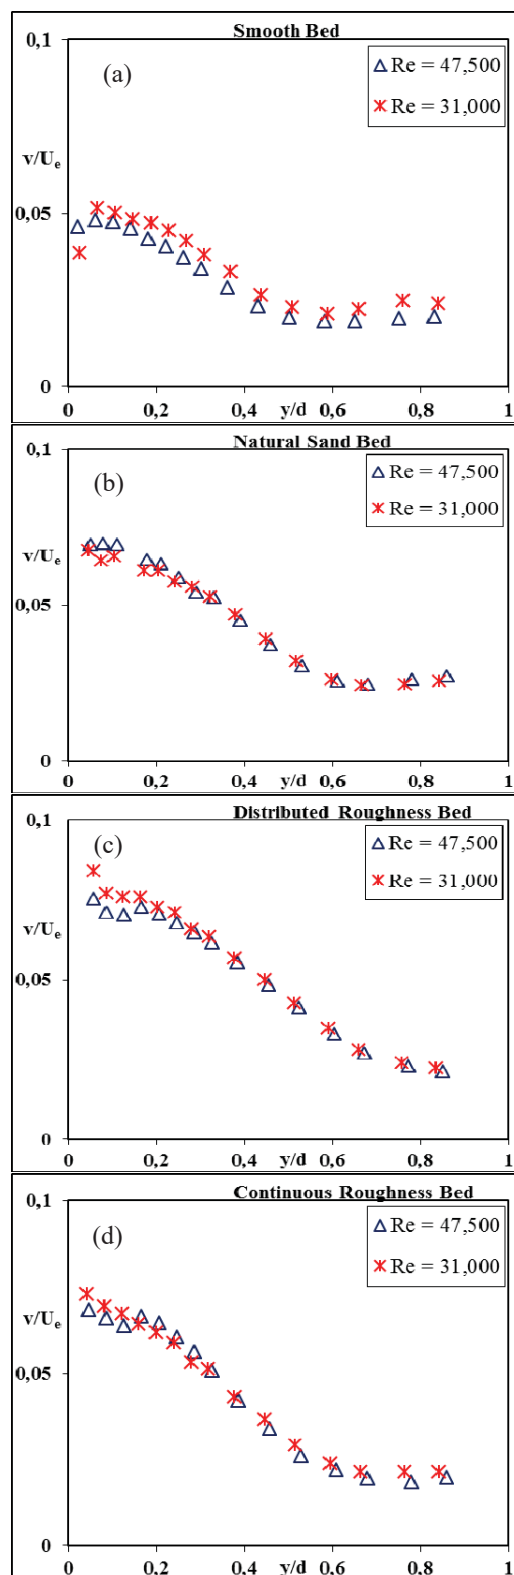 Smooth Bed
0,1
(a)
Re = 47,500
Re = 31,000
v/Uₑ
0,05
0
0 0,2 0,4 y/d 0,6 0,8 1
Natural Sand Bed
0,1
(b)
Re = 47,500
Re = 31,000
v/Uₑ
0,05
0
0 0,2 0,4 y/d 0,6 0,8 1
Distributed Roughness Bed
0,1
(c)
Re = 47,500
Re = 31,000
v/Uₑ
0,05
0
0 0,2 y/d 0,4 0,6 0,8 1
Continuous Roughness Bed
0,1
(d)
Re = 47,500
Re = 31,000
v/Uₑ
0,05
0
0 0,2 0,4 y/d 0,6 0,8 1